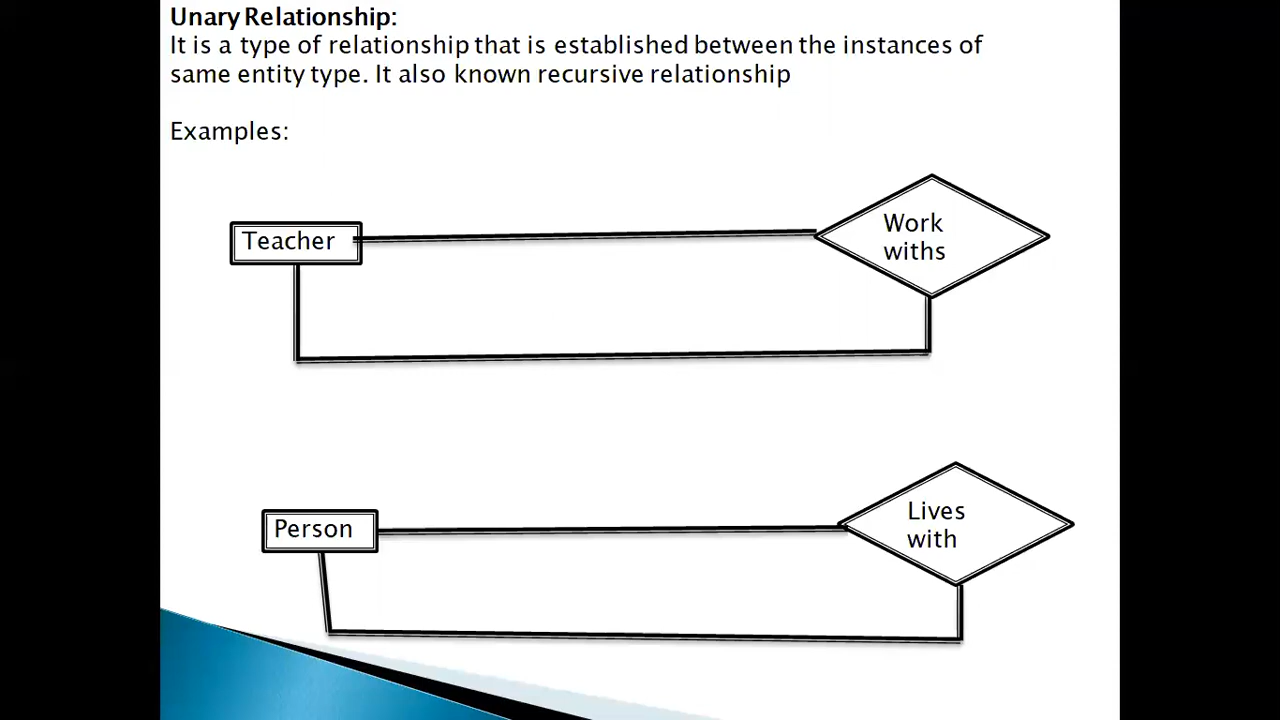 Unary Relationship:
It is a type of relationship that is established between the instances of
same entity type. It also known recursive relationship
Examples:
Teacher
Work
withs
Person
Lives
with